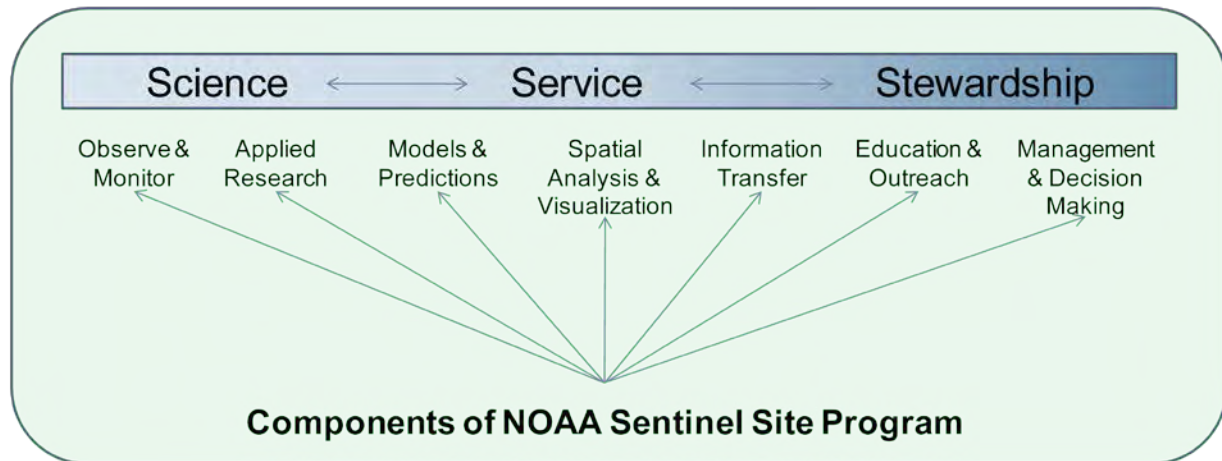 Science Service Stewardship
Observe &
Monitor
Applied
Research
Models &
Predictions
Spatial
Analysis &
Visualization
Information
Transfer
Education &
Outreach
Management
& Decision
Making
Components of NOAA Sentinel Site Program